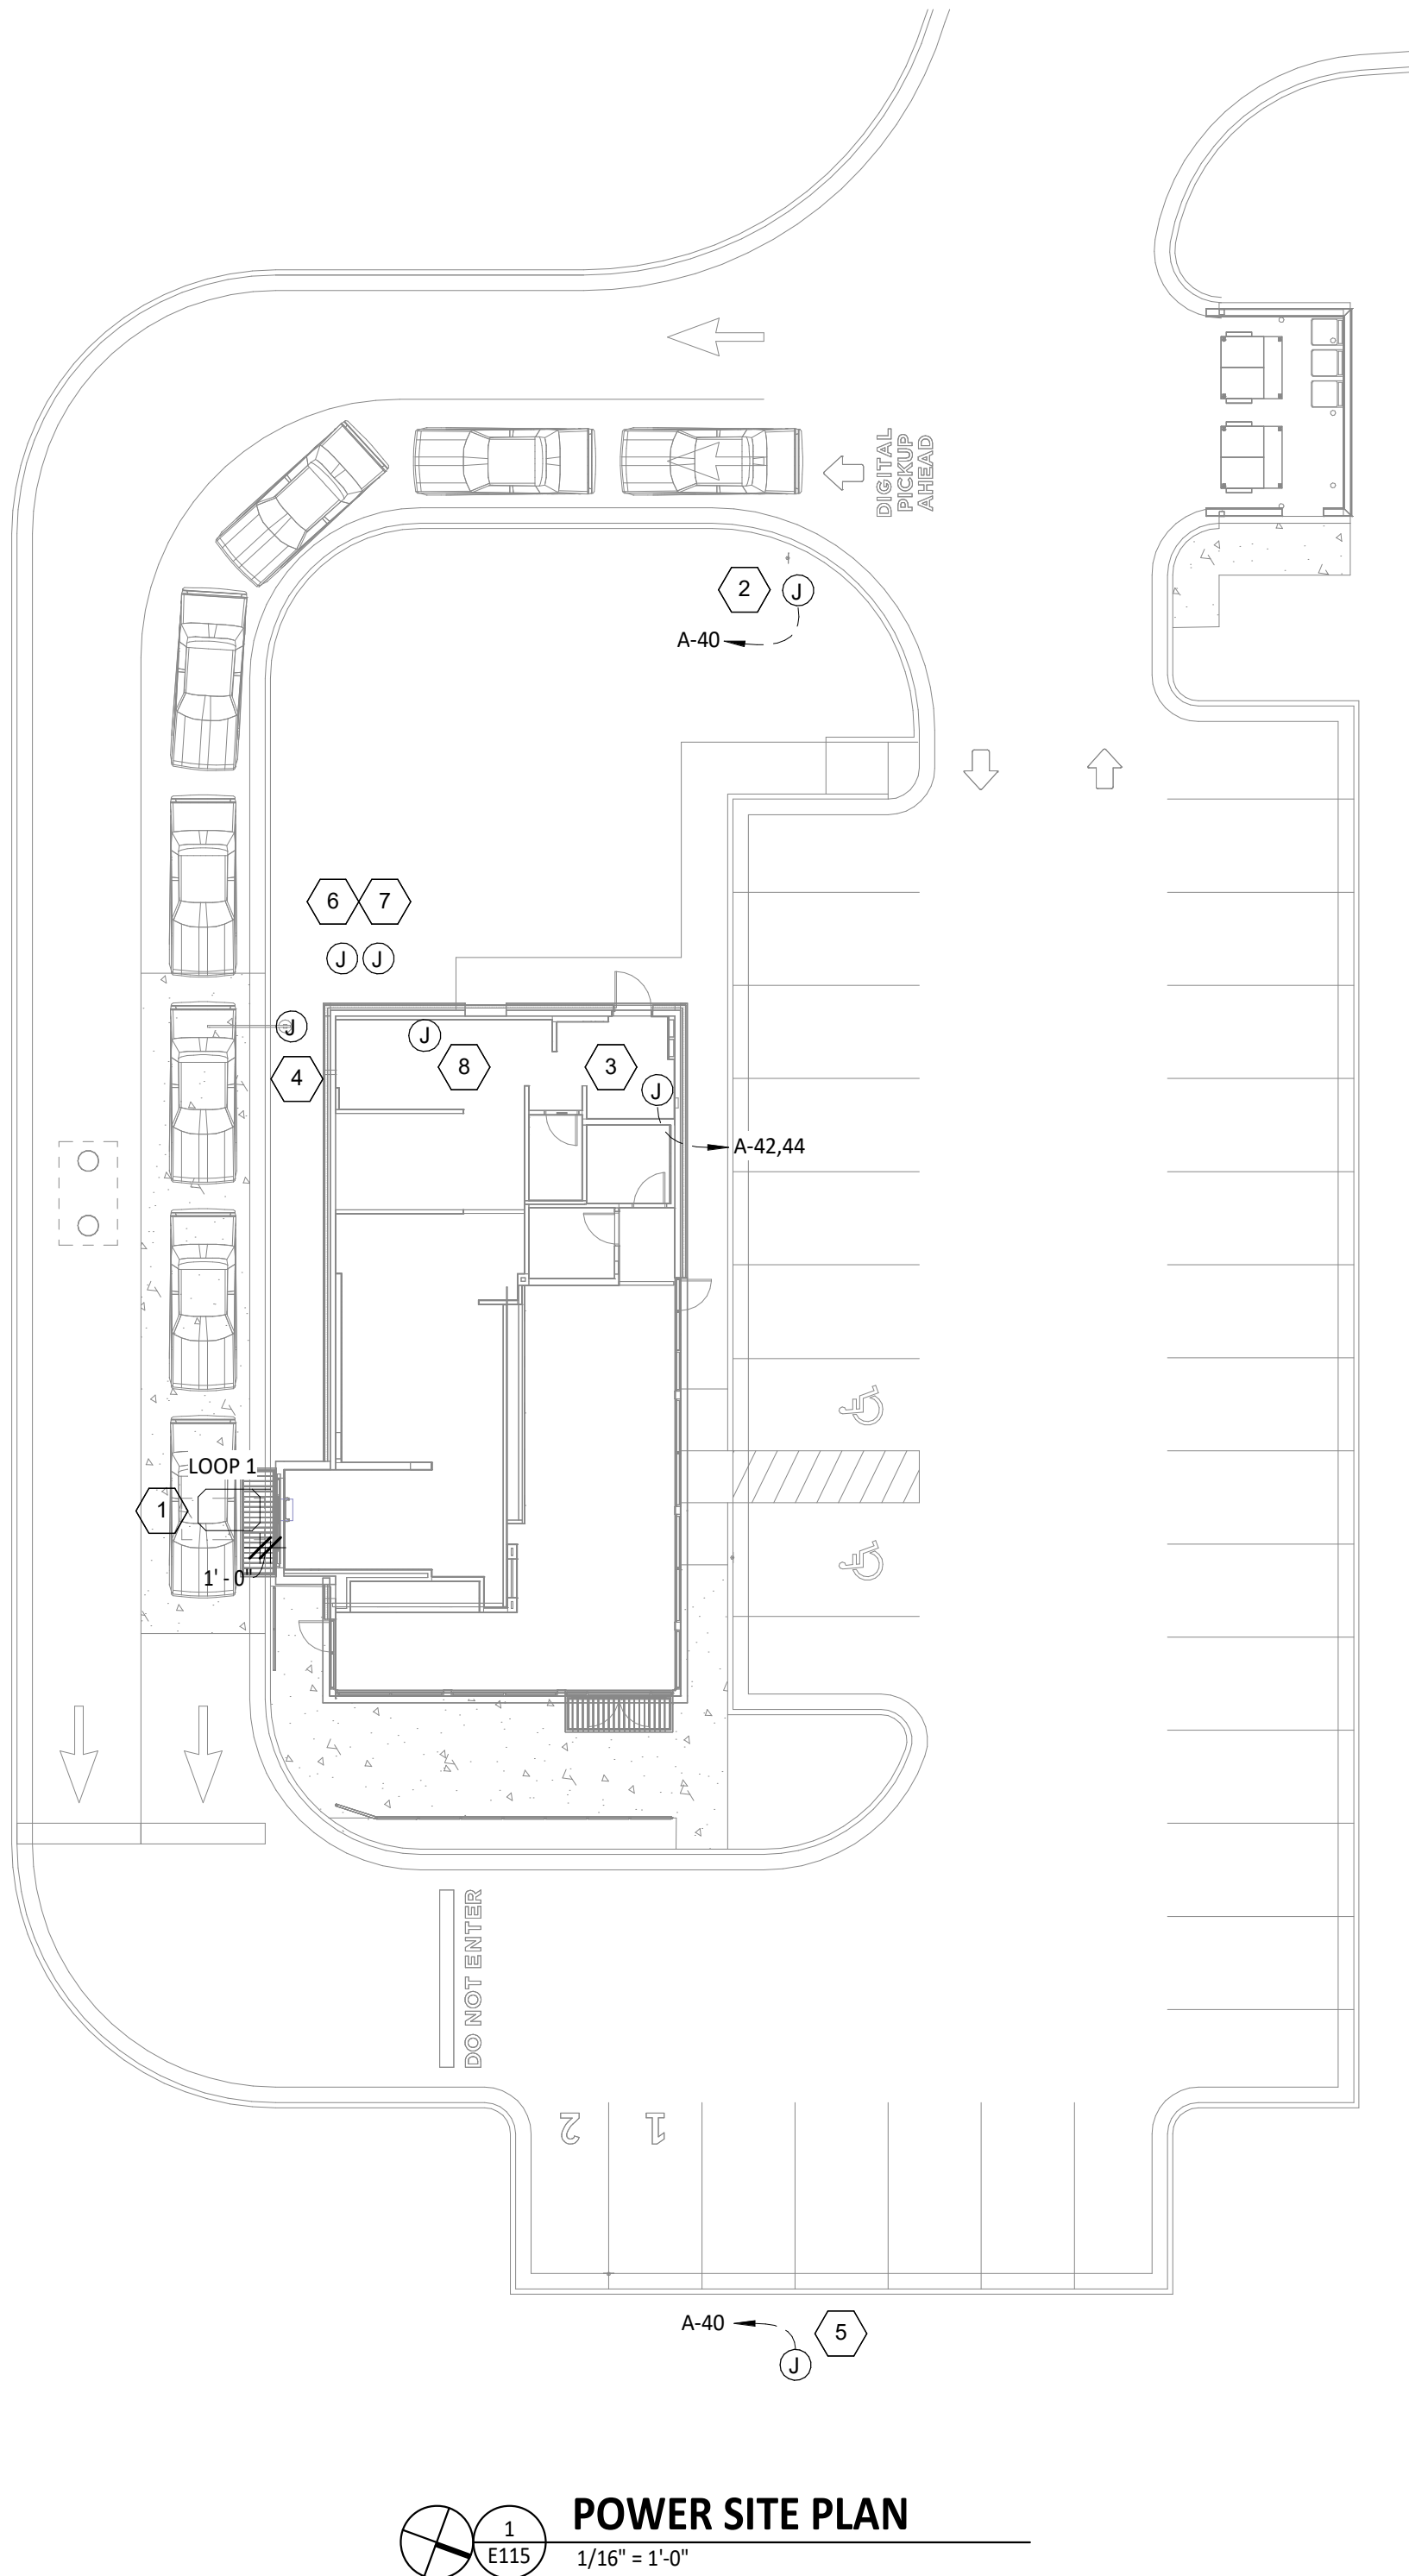 DIGITAL
PICKUP
AHEAD
2
J
A-40
6
7
J
J
J
J
4
8
3
J
A-42,44
LOOP 1
1
1' - 0"
DO NOT ENTER
2
1
A-40
5
J
1
E115
POWER SITE PLAN
1/16" = 1'-0"